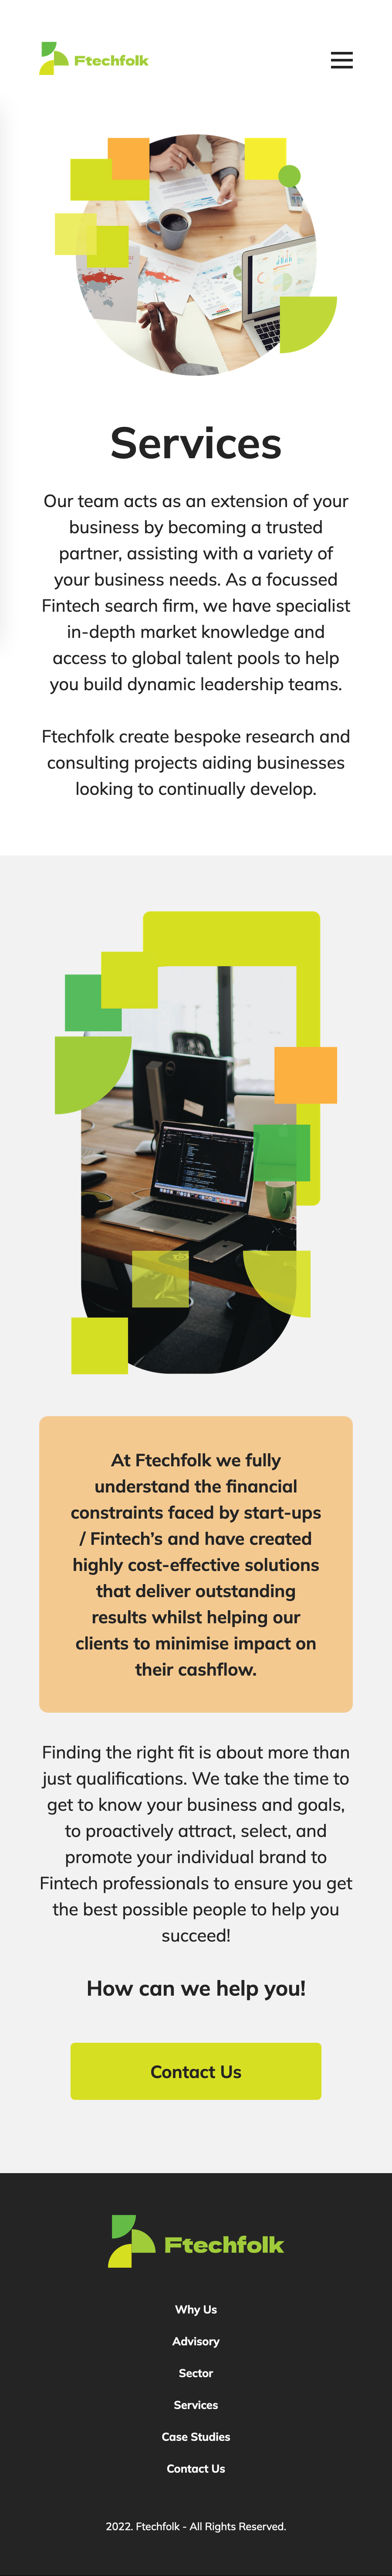 Ftechfolk
Services
Our team acts as an extension of your
business by becoming a trusted
partner, assisting with a variety of
your business needs. As a focussed
Fintech search firm, we have specialist
in-depth market knowledge and
access to global talent pools to help
you build dynamic leadership teams.
Ftechfolk create bespoke research and
consulting projects aiding businesses
looking to continually develop.
At Ftechfolk we fully
understand the financial
constraints faced by start-ups
/ Fintech’s and have created
highly cost-effective solutions
that deliver outstanding
results whilst helping our
clients to minimise impact on
their cashflow.
Finding the right fit is about more than
just qualifications. We take the time to
get to know your business and goals,
to proactively attract, select, and
promote your individual brand to
Fintech professionals to ensure you get
the best possible people to help you
succeed!
How can we help you!
Contact Us
Ftechfolk
Why Us
Advisory
Sector
Services
Case Studies
Contact Us
2022. Ftechfolk - All Rights Reserved.